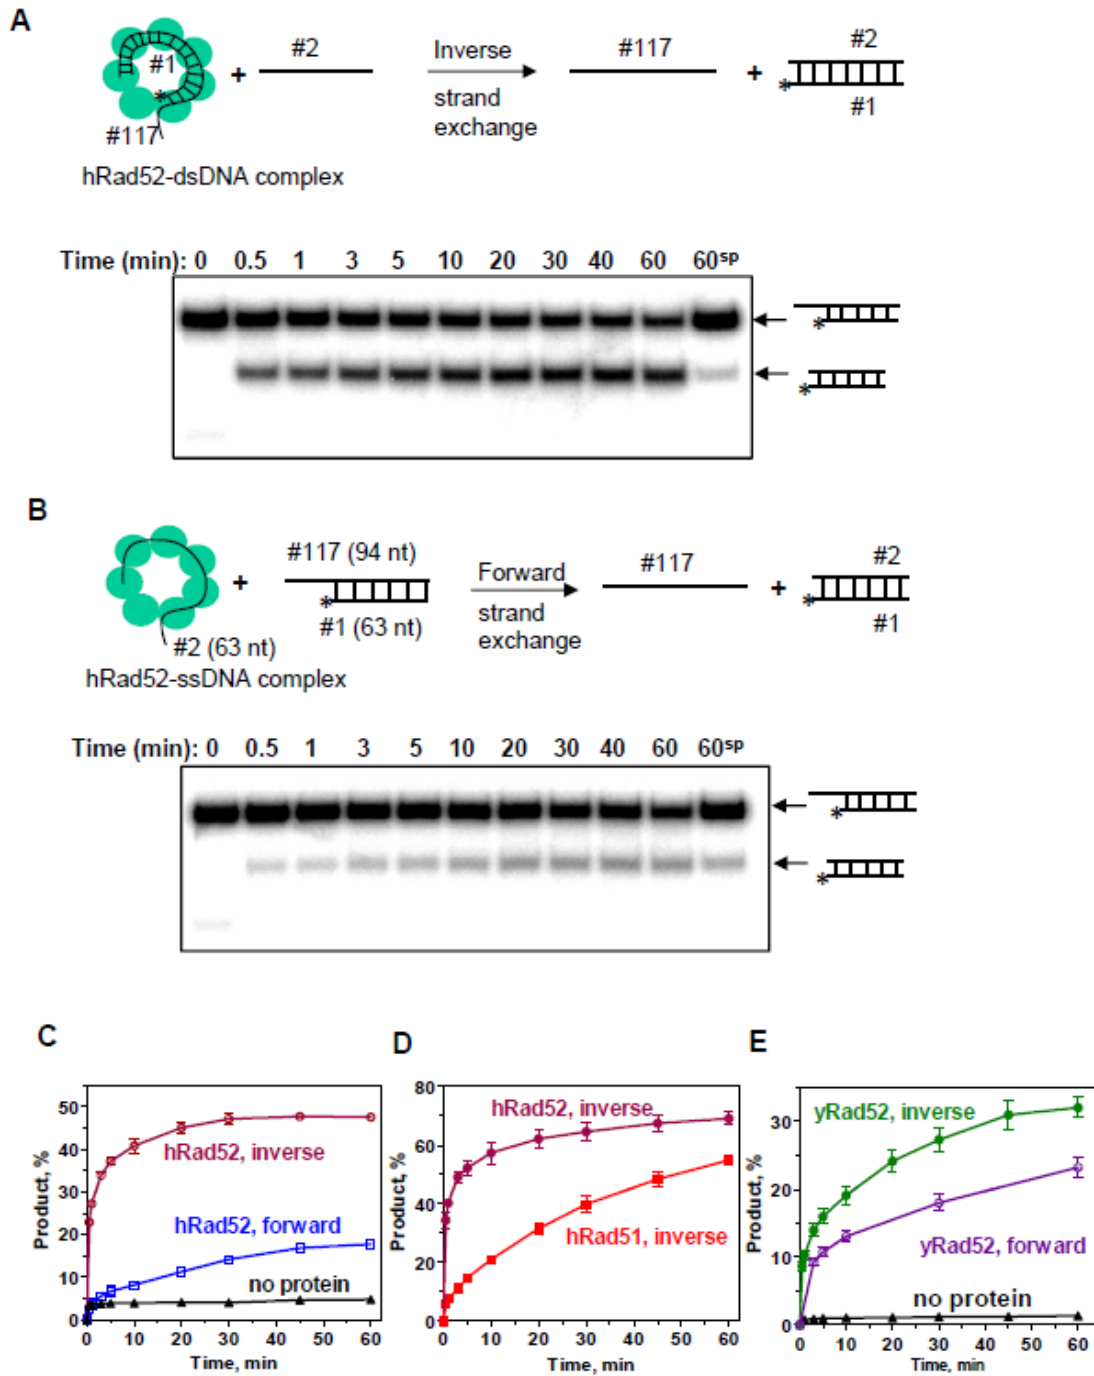 A
#1
*
#117
hRad52-dsDNA complex
+
#2
Inverse
strand
exchange
#117
+
#2
*
#1
Time (min): 0 0.5 1 3 5 10 20 30 40 60 60sp
*
*
B
#2 (63 nt)
hRad52-ssDNA complex
+
#117 (94 nt)
*
#1 (63 nt)
Forward
strand
exchange
#117
+
#2
*
#1
Time (min): 0 0.5 1 3 5 10 20 30 40 60 60sp
*
*
C
Product, %
50
40
30
20
10
0
hRad52, inverse
hRad52, forward
no protein
0 10 20 30 40 50 60
Time, min
D
Product, %
80
60
40
20
0
hRad52, inverse
hRad51, inverse
0 10 20 30 40 50 60
Time, min
E
Product, %
30
20
10
0
yRad52, inverse
yRad52, forward
no protein
0 10 20 30 40 50 60
Time, min